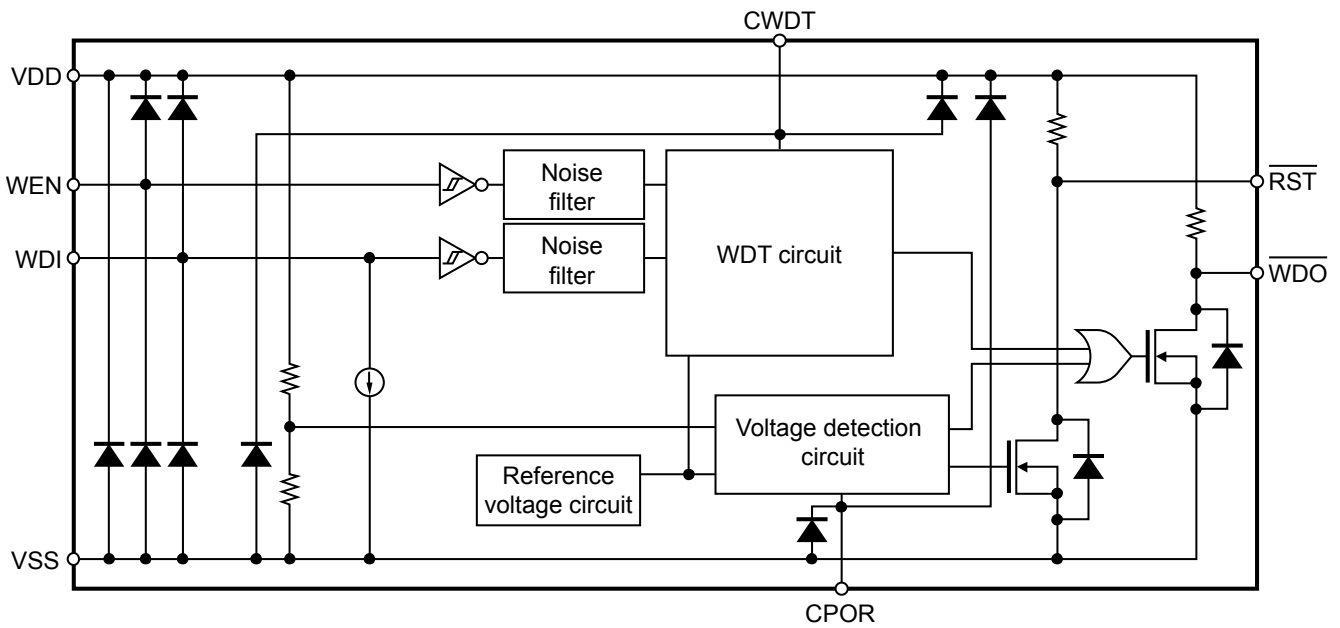 CWDT
VDD
WEN
Noise
filter
RST
WDI
Noise
filter
WDT circuit
WDO
Voltage detection
circuit
Reference
voltage circuit
VSS
CPOR